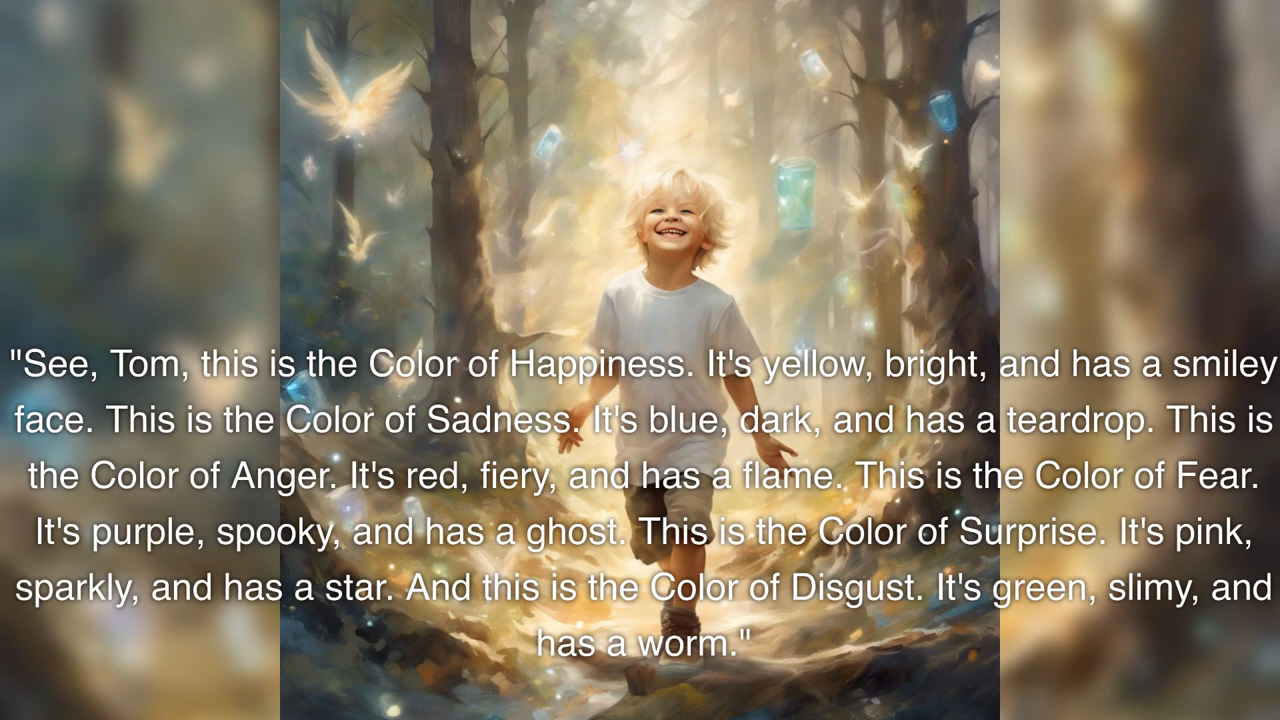 "See, Tom, this is the Color of Happiness. It's yellow, bright, and has a smiley
face. This is the Color of Sadness. It's blue, dark, and has a teardrop. This is
the Color of Anger. It's red, fiery, and has a flame. This is the Color of Fear.
It's purple, spooky, and has a ghost. This is the Color of Surprise. It's pink,
sparkly, and has a star. And this is the Color of Disgust. It's green, slimy, and
has a worm."